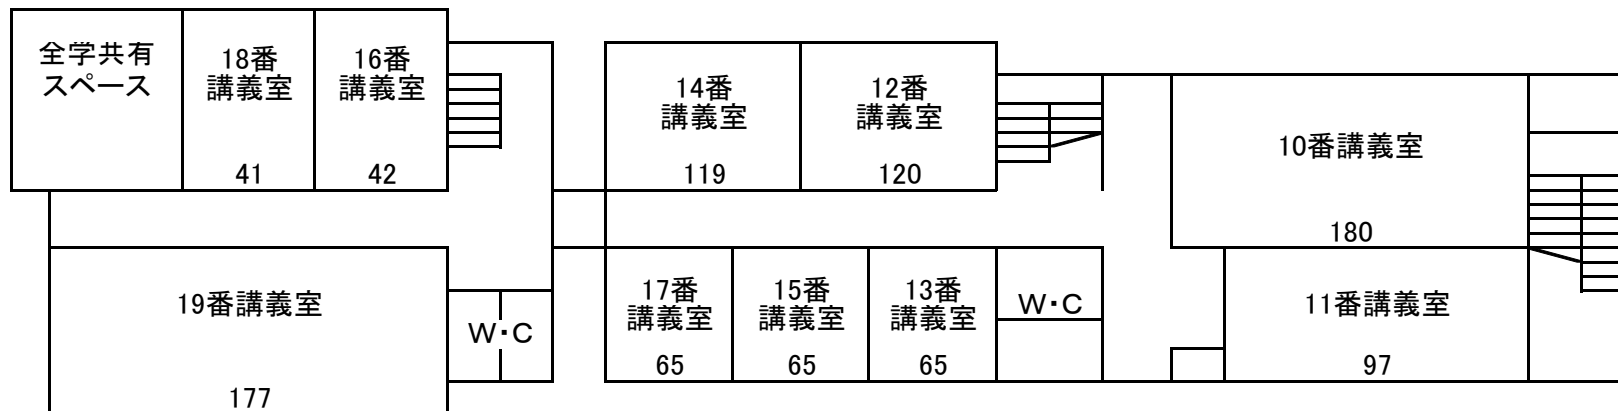 全学共有
スペース
18番
講義室
41
16番
講義室
42
14番
講義室
119
12番
講義室
120
10番講義室
180
19番講義室
177
W・C
17番
講義室
65
15番
講義室
65
13番
講義室
65
W・C
11番講義室
97